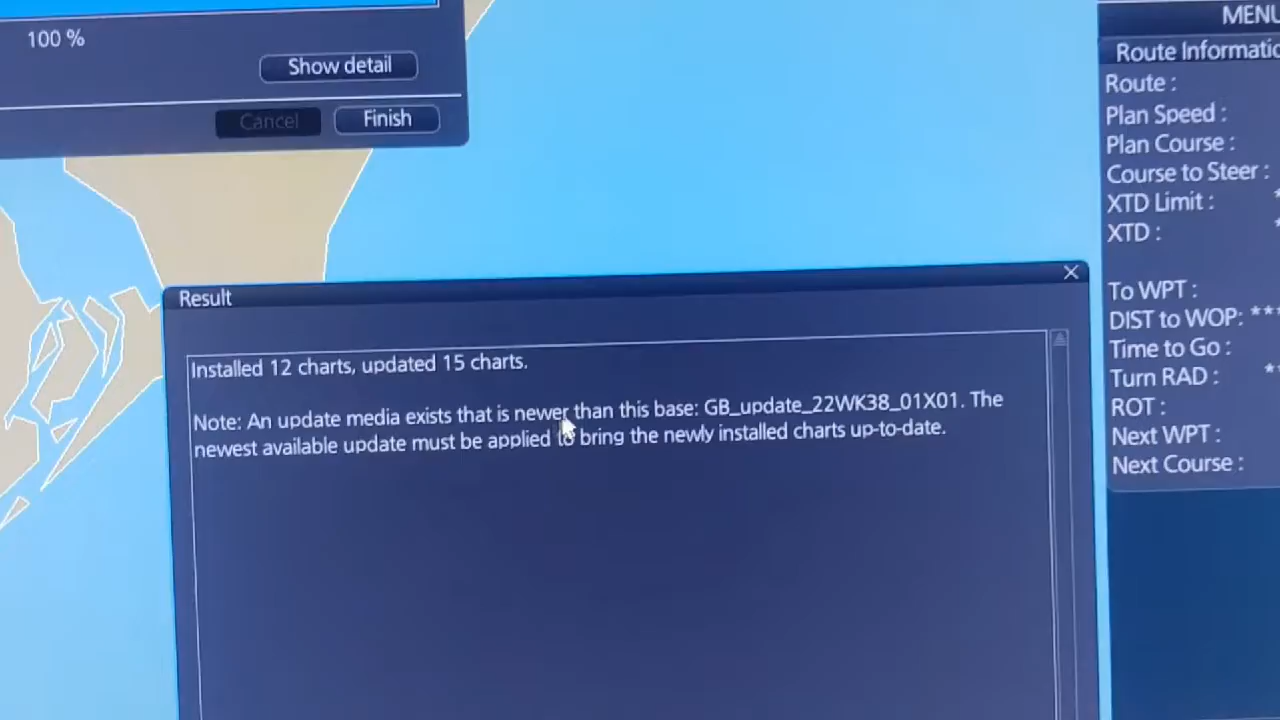 100 %
Show detail
Cancel
Finish
MENU
Route Informatio
Route :
Plan Speed :
Plan Course :
Course to Steer :
XTD Limit :
XTD :
To WPT :
DIST to WOP: ***
Time to Go :
Turn RAD :
ROT :
Next WPT :
Next Course :
Result
Installed 12 charts, updated 15 charts.
Note: An update media exists that is newer than this base: GB_update_22WK38_01X01. The
newest available update must be applied to bring the newly installed charts up-to-date.